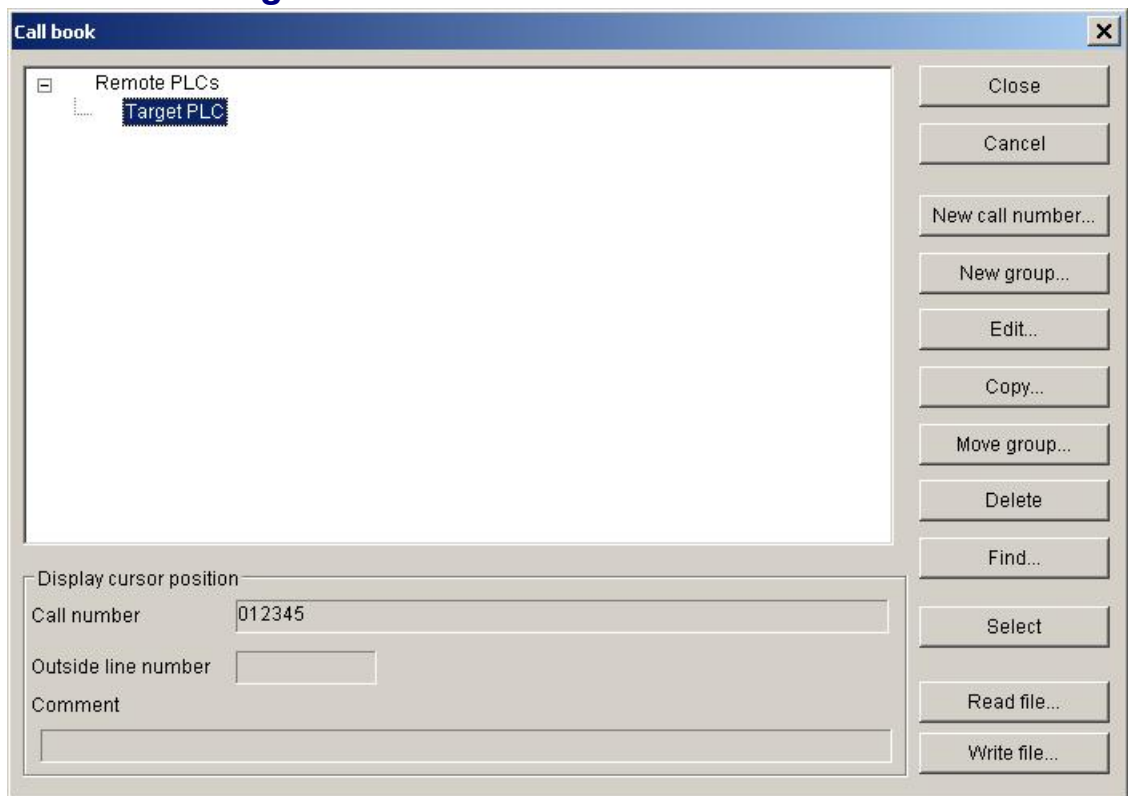 Call book
Remote PLCs
Target PLC
Close
Cancel
New call number...
New group...
Edit...
Copy...
Move group...
Delete
Find...
Select
Read file...
Write file...
Display cursor position
Call number 012345
Outside line number
Comment